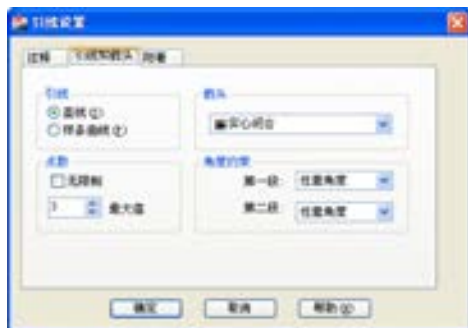 引线设置
注释 引线和箭头 附着
引线
直线(S)
样条曲线(P)
箭头
实心闭合
点数
无限制
3 最大值
角度约束
第一段: 任意角度
第二段: 任意角度
确定 取消 帮助(H)